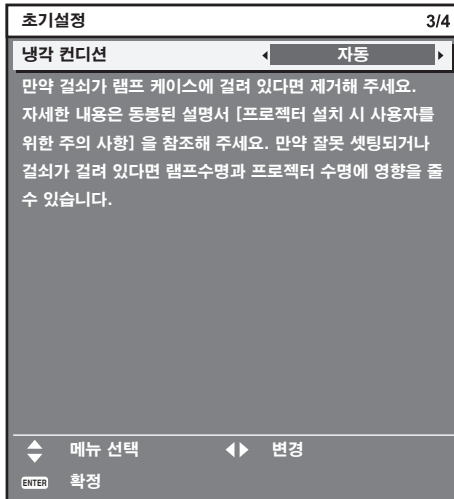 초기설정 3/4
냉각 컨디션 자동
만약 걸쇠가 램프 케이스에 걸려 있다면 제거해 주세요.
자세한 내용은 동봉된 설명서 [프로젝터 설치 시 사용자를
위한 주의 사항] 을 참조해 주세요. 만약 잘못 셋팅되거나
걸쇠가 걸려 있다면 램프수명과 프로젝터 수명에 영향을 줄
수 있습니다.
메뉴 선택 변경
ENTER 확정